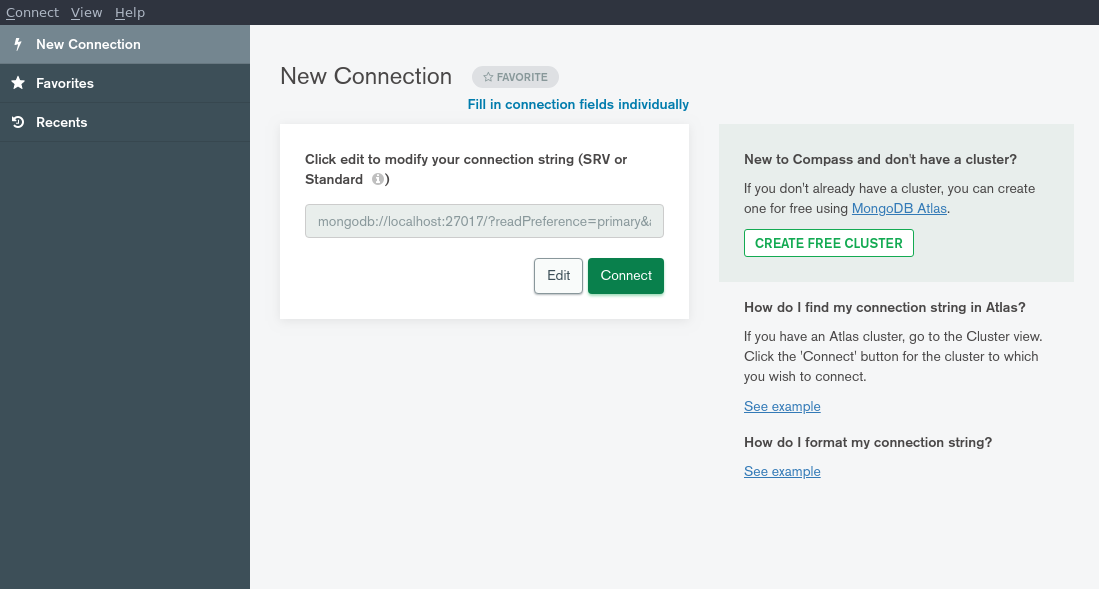 Connect View Help
New Connection
Favorites
Recents
New Connection
FAVORITE
Fill in connection fields individually
Click edit to modify your connection string (SRV or
Standard i)
mongodb://localhost:27017/?readPreference=primary&
Edit
Connect
New to Compass and don't have a cluster?
If you don't already have a cluster, you can create
one for free using MongoDB Atlas.
CREATE FREE CLUSTER
How do I find my connection string in Atlas?
If you have an Atlas cluster, go to the Cluster view.
Click the 'Connect' button for the cluster to which
you wish to connect.
See example
How do I format my connection string?
See example